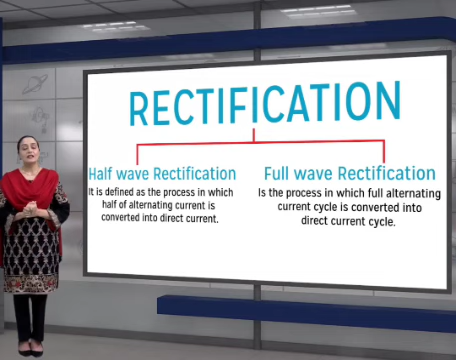 RECTIFICATION
Half wave Rectification
It is defined as the process in which
half of alternating current is
converted into direct current.
Full wave Rectification
Is the process in which full alternating
current cycle is converted into
direct current cycle.